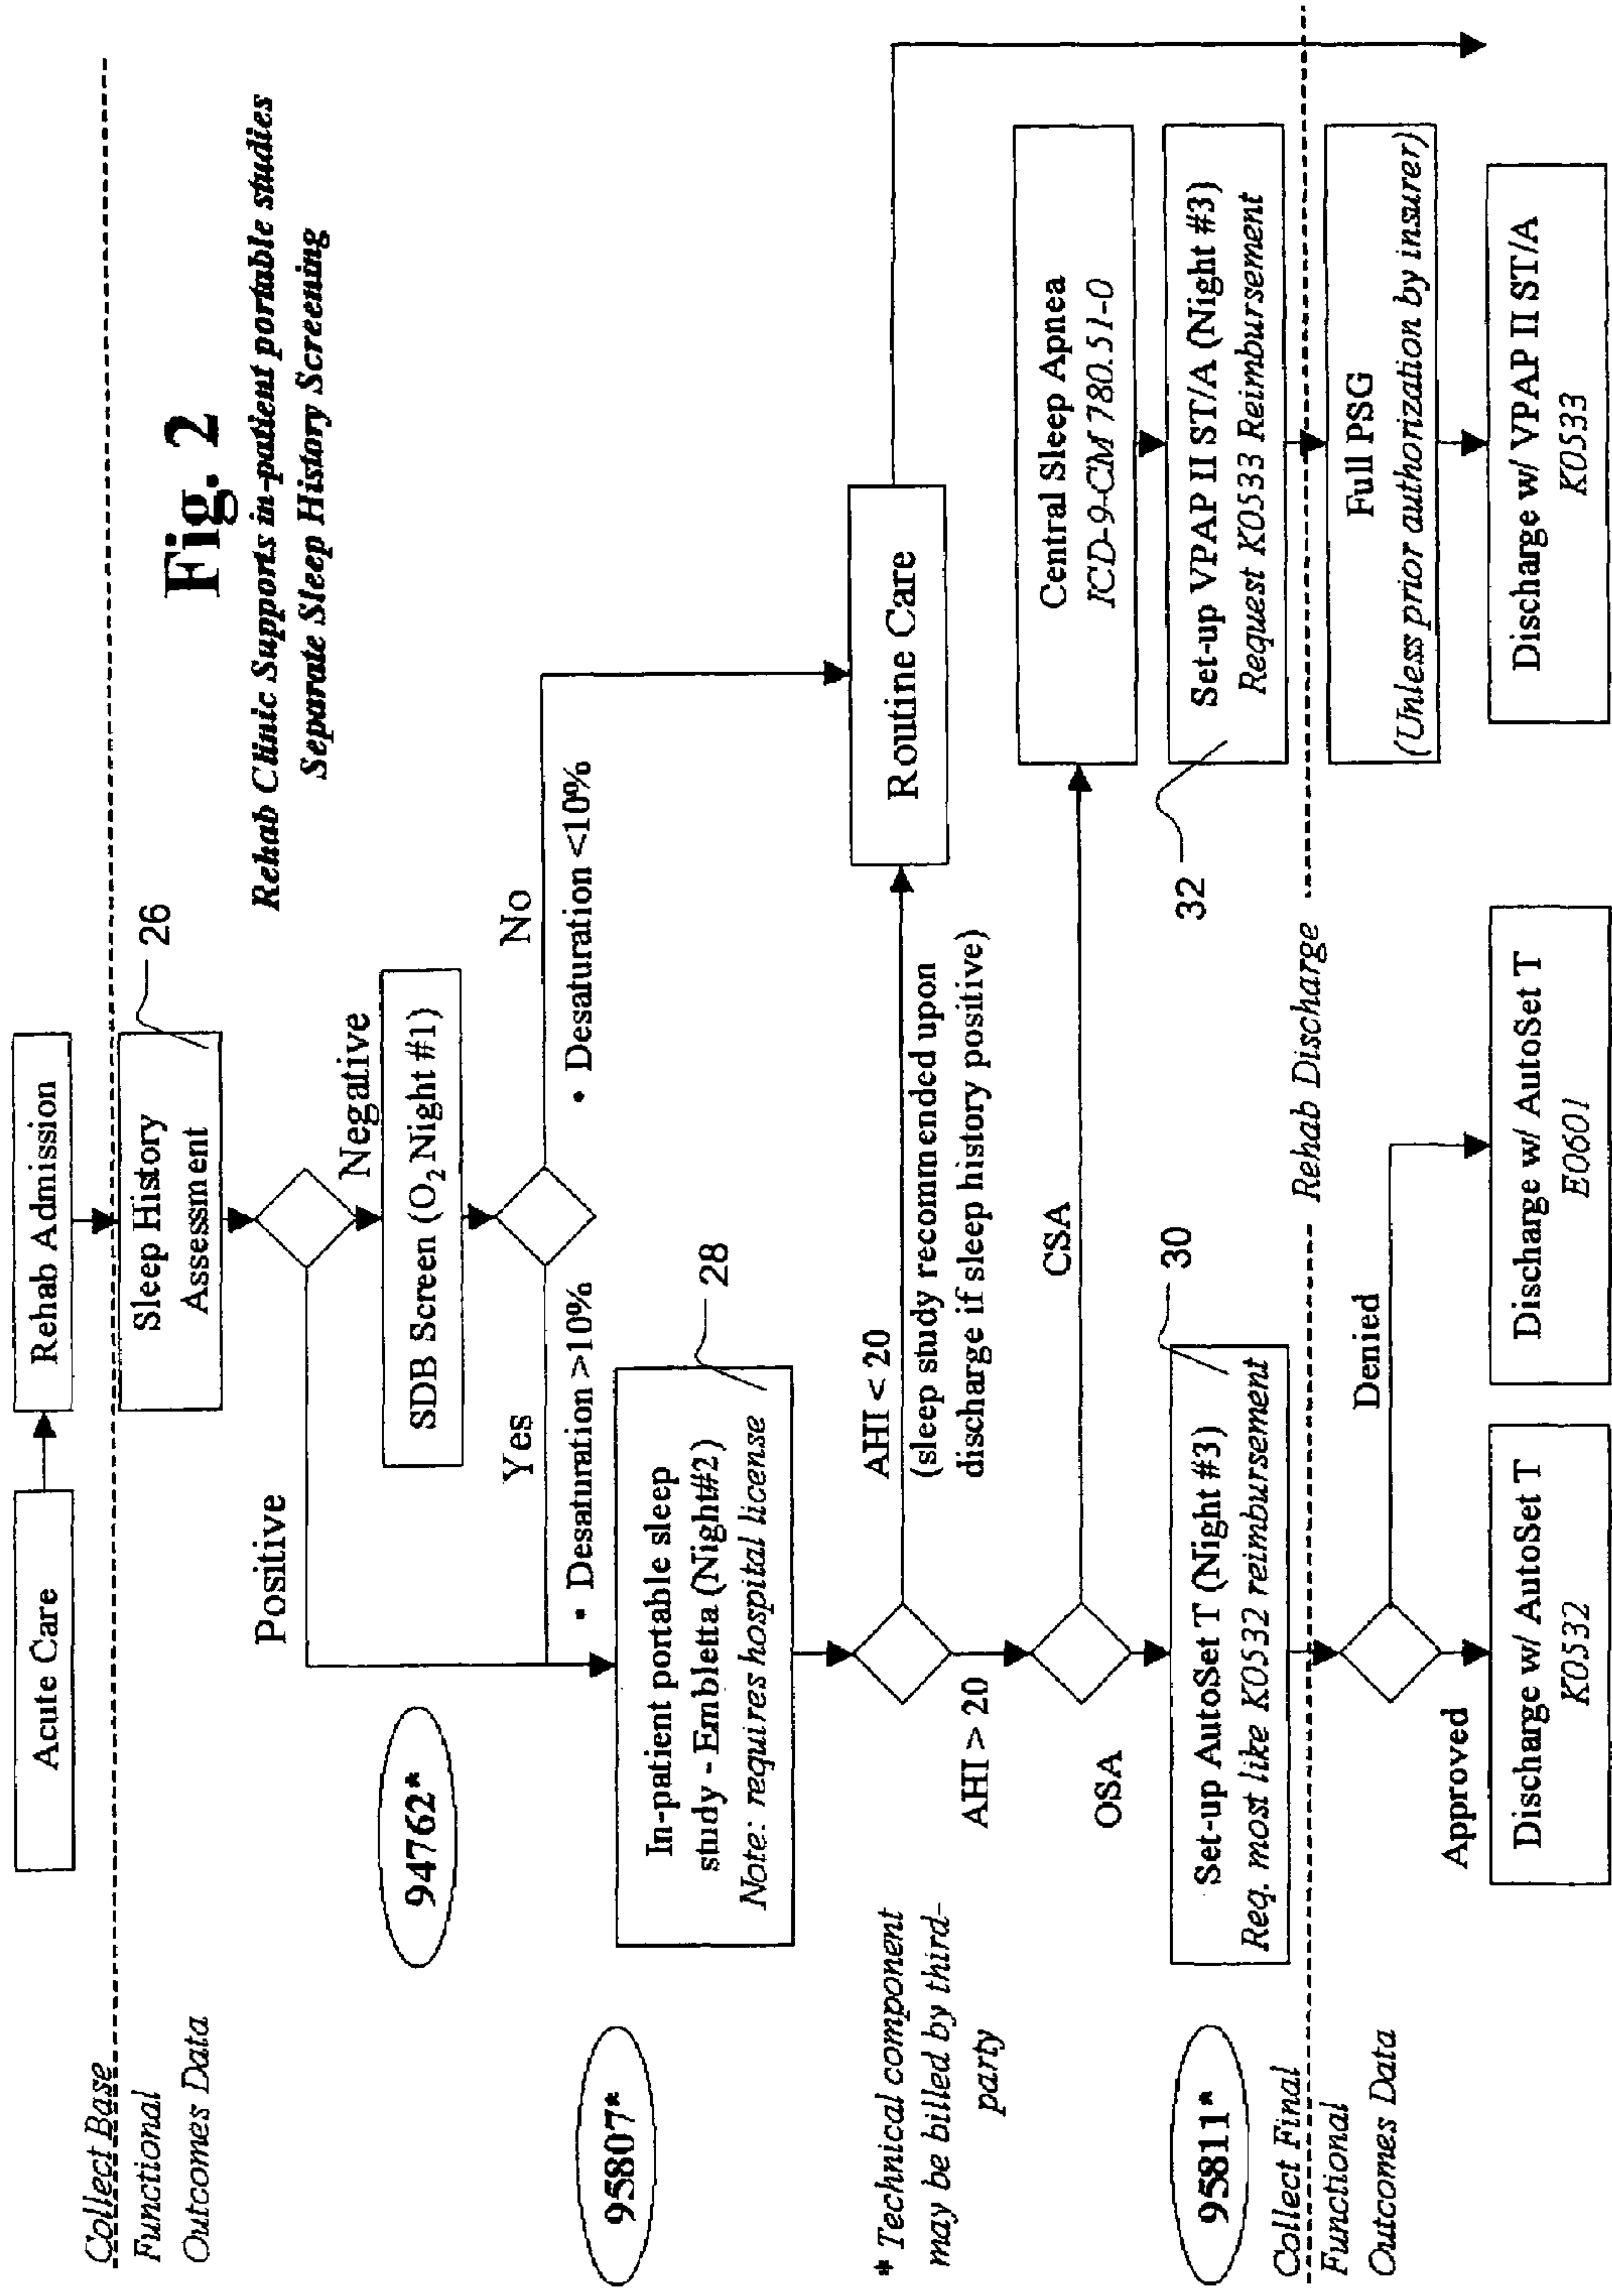 Fig. 2
Rehab Clinic Supports in-patient portable studies
Separate Sleep History Screening
Acute Care
Rehab Admission
Collect Base
Functional
Outcomes Data
Sleep History
Assessment
26
Positive
Negative
94762*
SDB Screen (O₂ Night #1)
Yes
No
• Desaturation >10%
• Desaturation <10%
95807*
In-patient portable sleep
study - Embletta (Night#2)
Note: requires hospital license
28
AHI < 20
(sleep study recommended upon
discharge if sleep history positive)
Routine Care
* Technical component
may be billed by third-
party
AHI > 20
OSA
CSA
Central Sleep Apnea
ICD-9-CM 780.51-0
95811*
Set-up AutoSet T (Night #3)
Req. most like K0532 reimbursement
30
32
Set-up VPAP II ST/A (Night #3)
Request K0533 Reimbursement
Rehab Discharge
Collect Final
Functional
Outcomes Data
Denied
Full PSG
(Unless prior authorization by insurer)
Approved
Discharge w/ AutoSet T
K0532
Discharge w/ AutoSet T
E0601
Discharge w/ VPAP II ST/A
K0533